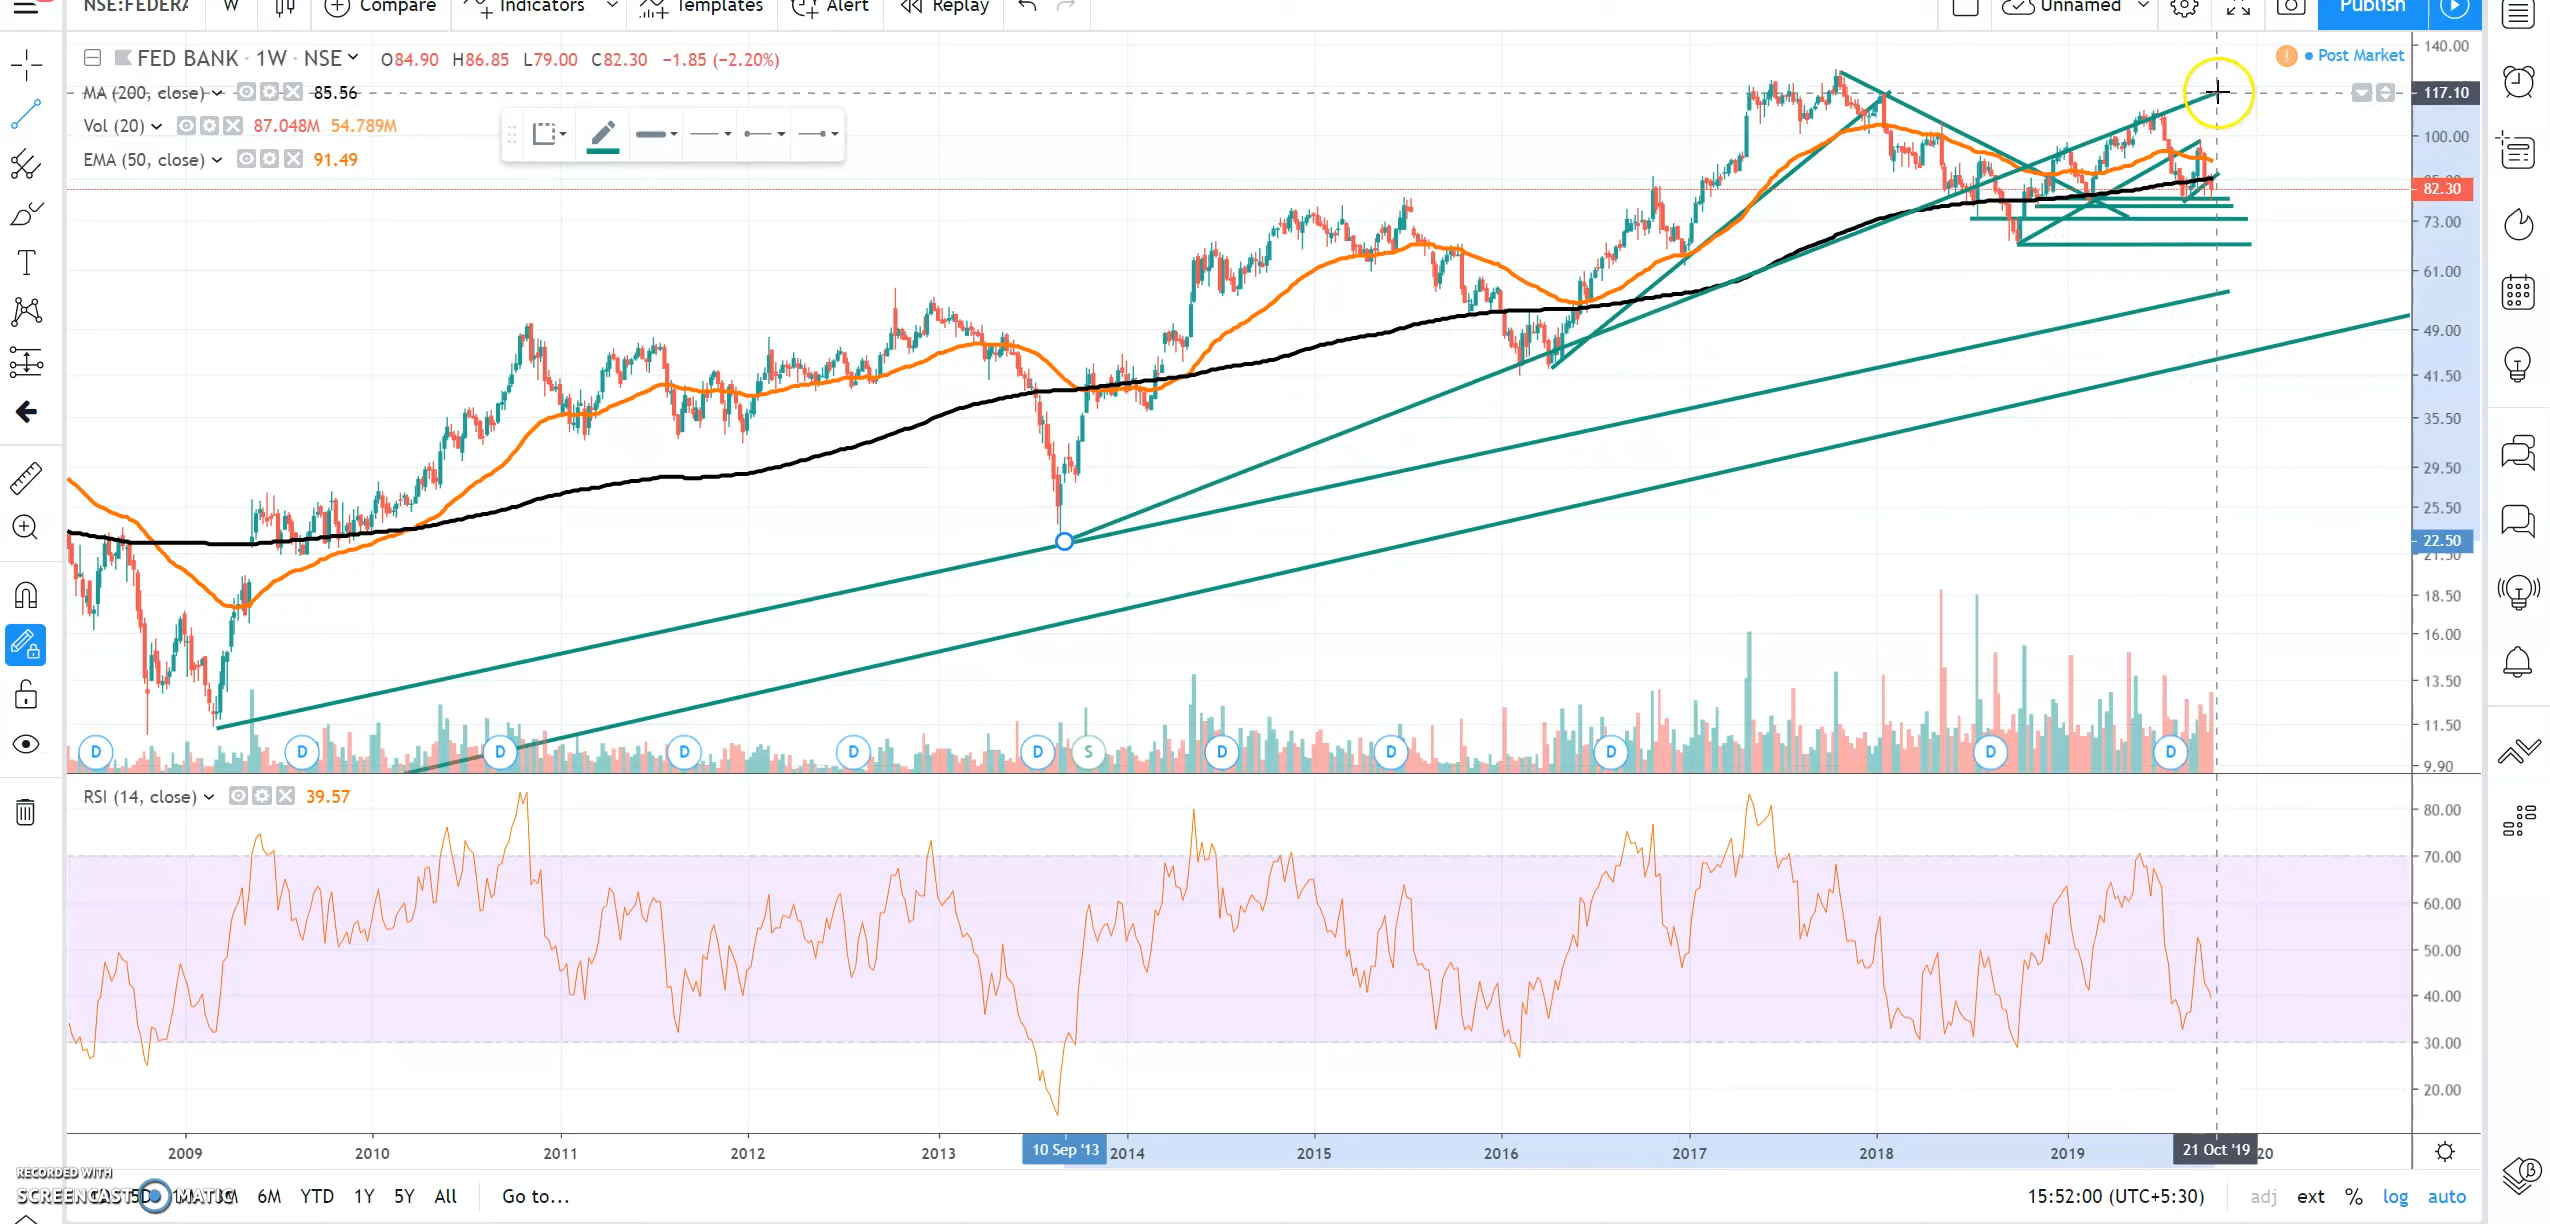 NSE:FEDERA W Compare Indicators Templates Alert Replay Unnamed Publish
FED BANK · 1W · NSE O84.90 H86.85 L79.00 C82.30 −1.85 (−2.20%)
Post Market
MA (200, close) 85.56
Vol (20) 87.048M 54.789M
EMA (50, close) 91.49
140.00
117.10
100.00
82.30
73.00
61.00
49.00
41.50
35.50
29.50
25.50
22.50
21.50
18.50
16.00
13.50
11.50
9.90
D D D D D D S D D D D D
RSI (14, close) 39.57
80.00
70.00
60.00
50.00
40.00
30.00
20.00
2009 2010 2011 2012 2013 10 Sep '13 2014 2015 2016 2017 2018 2019 21 Oct '19 20
RECORDED WITH
SCREENCAST MATIC
5D 6M YTD 1Y 5Y All Go to... 15:52:00 (UTC+5:30) adj ext % log auto